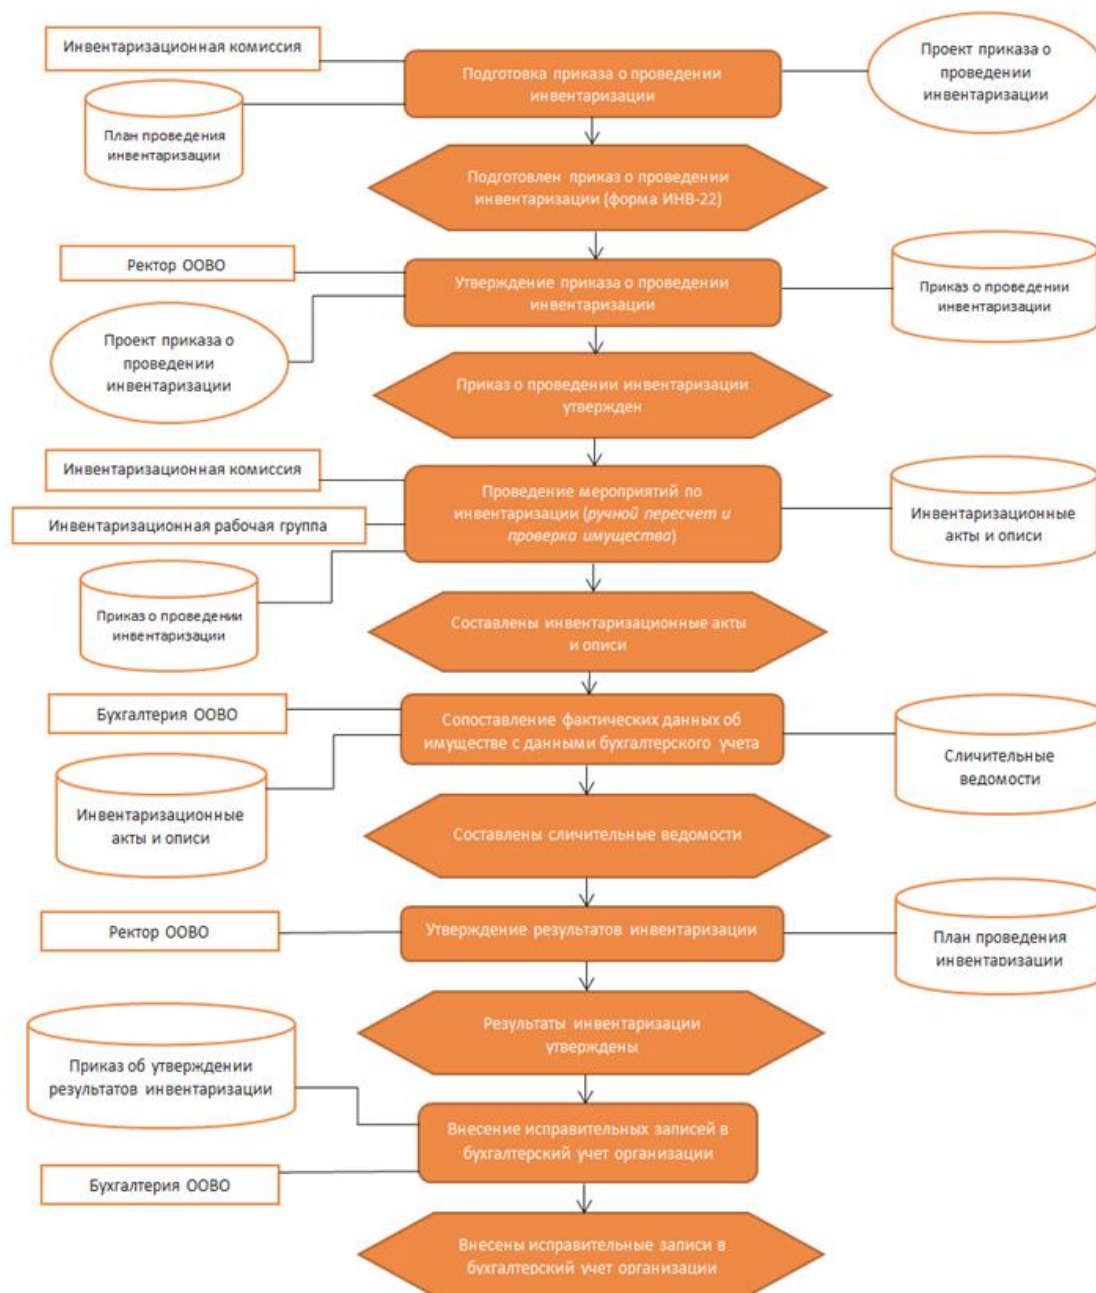 Инвентаризационная комиссия
План проведения
инвентаризации
Подготовка приказа о проведении
инвентаризации
Проект приказа о
проведении
инвентаризации
Подготовлен приказ о проведении
инвентаризации (форма ИНВ-22)
Ректор ООВО
Проект приказа о
проведении
инвентаризации
Утверждение приказа о проведении
инвентаризации
Приказ о проведении
инвентаризации
Приказ о проведении инвентаризации
утвержден
Инвентаризационная комиссия
Инвентаризационная рабочая группа
Приказ о проведении
инвентаризации
Проведение мероприятий по
инвентаризации (ручной пересчет и
проверка имущества)
Инвентаризационные
акты и описи
Составлены инвентаризационные акты
и описи
Бухгалтерия ООВО
Инвентаризационные
акты и описи
Сопоставление фактических данных об
имуществе с данными бухгалтерского учета
Сличительные
ведомости
Составлены сличительные ведомости
Ректор ООВО
Утверждение результатов инвентаризации
План проведения
инвентаризации
Результаты инвентаризации
утверждены
Приказ об утверждении
результатов инвентаризации
Бухгалтерия ООВО
Внесение исправительных записей в
бухгалтерский учет организации
Внесены исправительные записи в
бухгалтерский учет организации